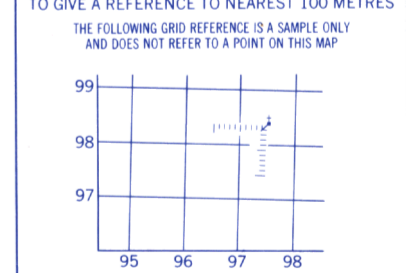 TO GIVE A REFERENCE TO NEAREST 100 METRES
THE FOLLOWING GRID REFERENCE IS A SAMPLE ONLY
AND DOES NOT REFER TO A POINT ON THIS MAP
99
98
97
95 96 97 98